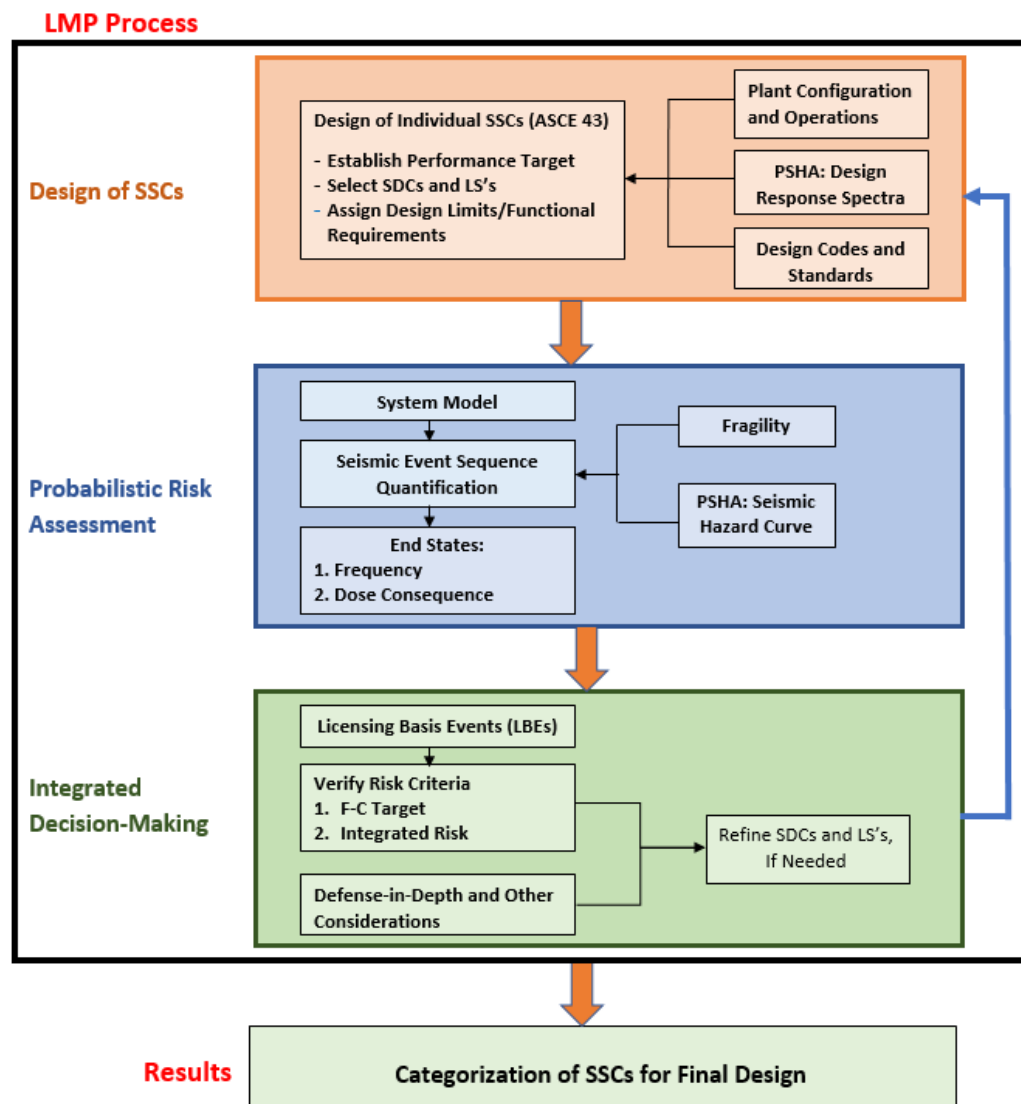 LMP Process
Design of SSCs
Design of Individual SSCs (ASCE 43)
- Establish Performance Target
- Select SDCs and LS's
- Assign Design Limits/Functional
Requirements
Plant Configuration
and Operations
PSHA: Design
Response Spectra
Design Codes and
Standards
Probabilistic Risk
Assessment
System Model
Seismic Event Sequence
Quantification
End States:
1. Frequency
2. Dose Consequence
Fragility
PSHA: Seismic
Hazard Curve
Integrated
Decision-Making
Licensing Basis Events (LBEs)
Verify Risk Criteria
1. F-C Target
2. Integrated Risk
Defense-in-Depth and Other
Considerations
Refine SDCs and LS's,
If Needed
Results
Categorization of SSCs for Final Design